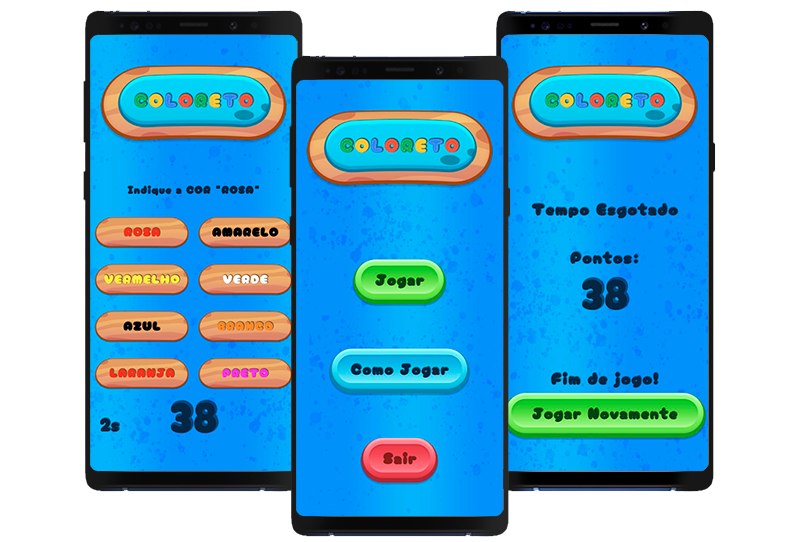 COLORETO
Indique a COR "ROSA"
ROSA
AMARELO
VERMELHO
VERDE
AZUL
BRANCO
LARANJA
PRETO
2s
38
COLORETO
Jogar
Como Jogar
Sair
COLORETO
Tempo Esgotado
Pontos:
38
Fim de jogo!
Jogar Novamente